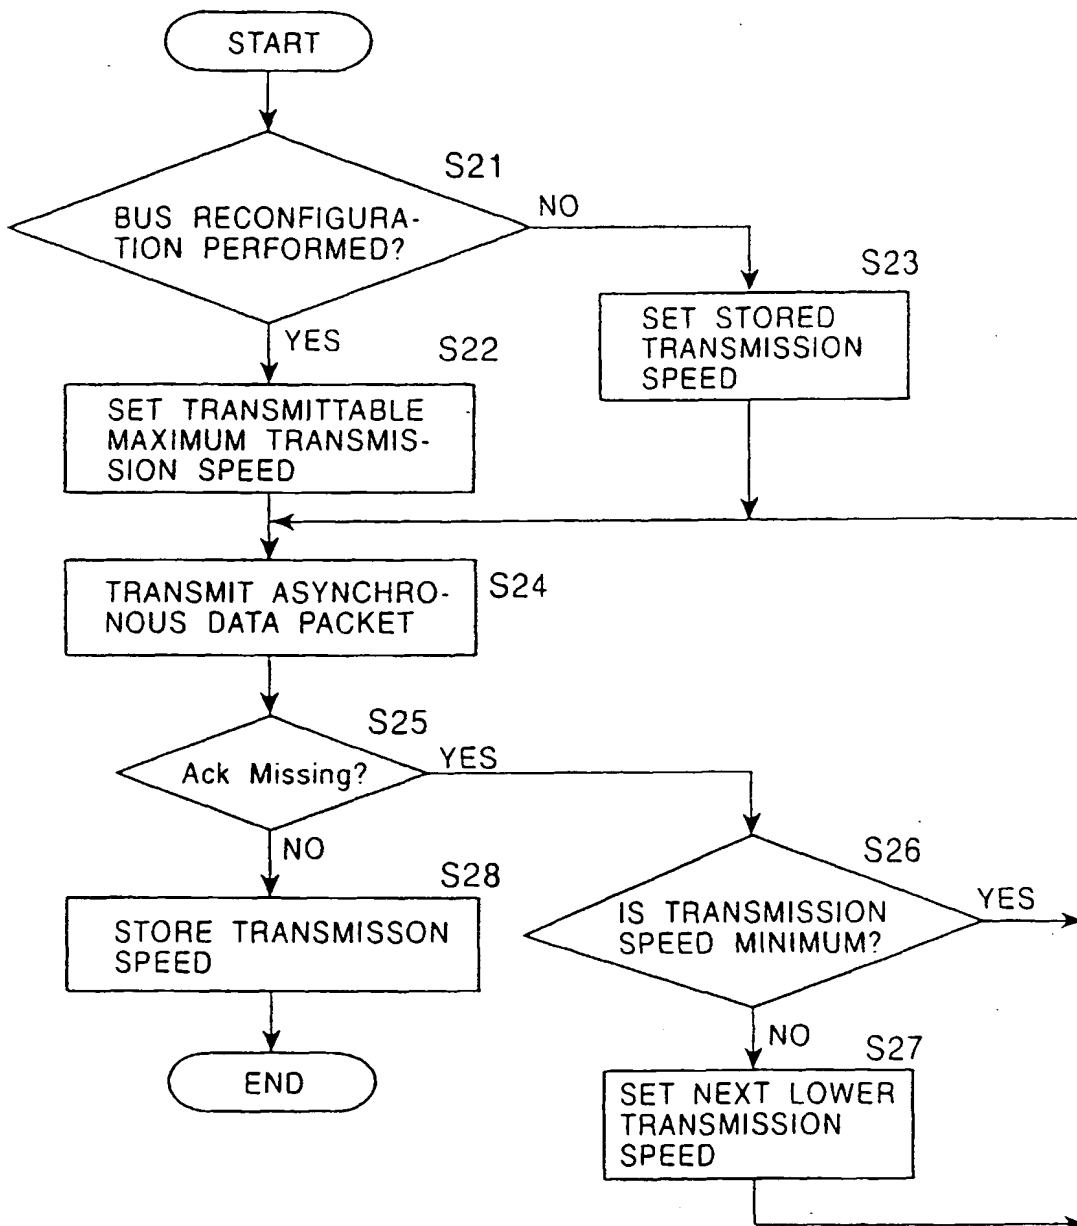 START
S21
BUS RECONFIGURA-
TION PERFORMED?
NO
YES
S23
SET STORED
TRANSMISSION
SPEED
S22
SET TRANSMITTABLE
MAXIMUM TRANSMIS-
SION SPEED
S24
TRANSMIT ASYNCHRO-
NOUS DATA PACKET
S25
Ack Missing?
YES
NO
S26
IS TRANSMISSION
SPEED MINIMUM?
YES
NO
S28
STORE TRANSMISSON
SPEED
END
S27
SET NEXT LOWER
TRANSMISSION
SPEED